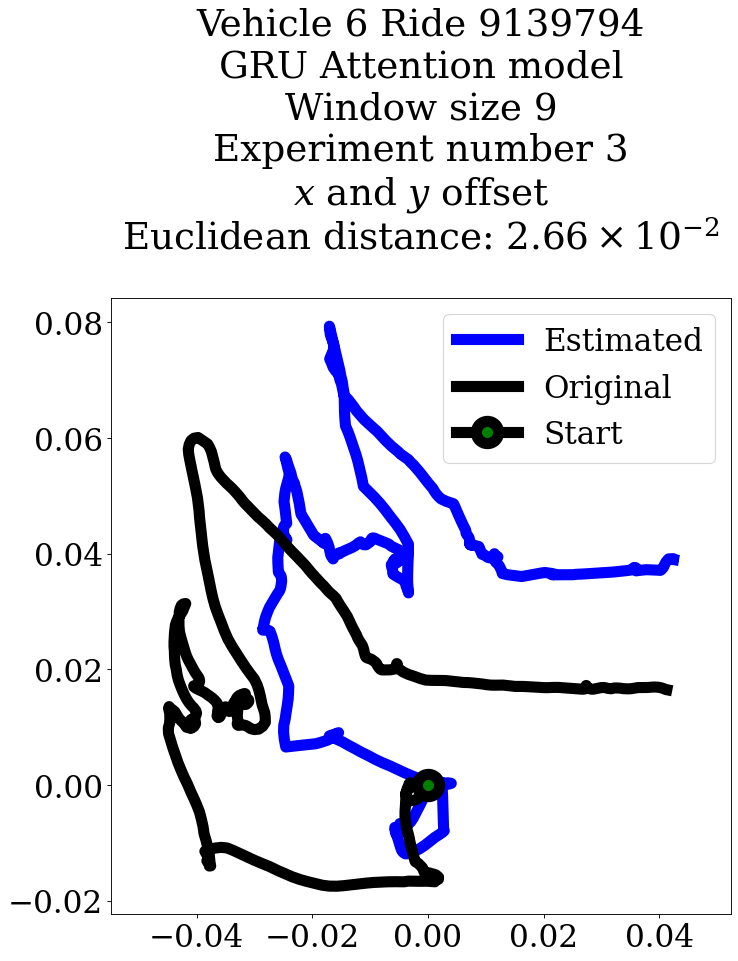 Vehicle 6 Ride 9139794
GRU Attention model
Window size 9
Experiment number 3
x and y offset
Euclidean distance: 2.66 × 10⁻²
Estimated
Original
Start
0.08
0.06
0.04
0.02
0.00
−0.02
−0.04 −0.02 0.00 0.02 0.04